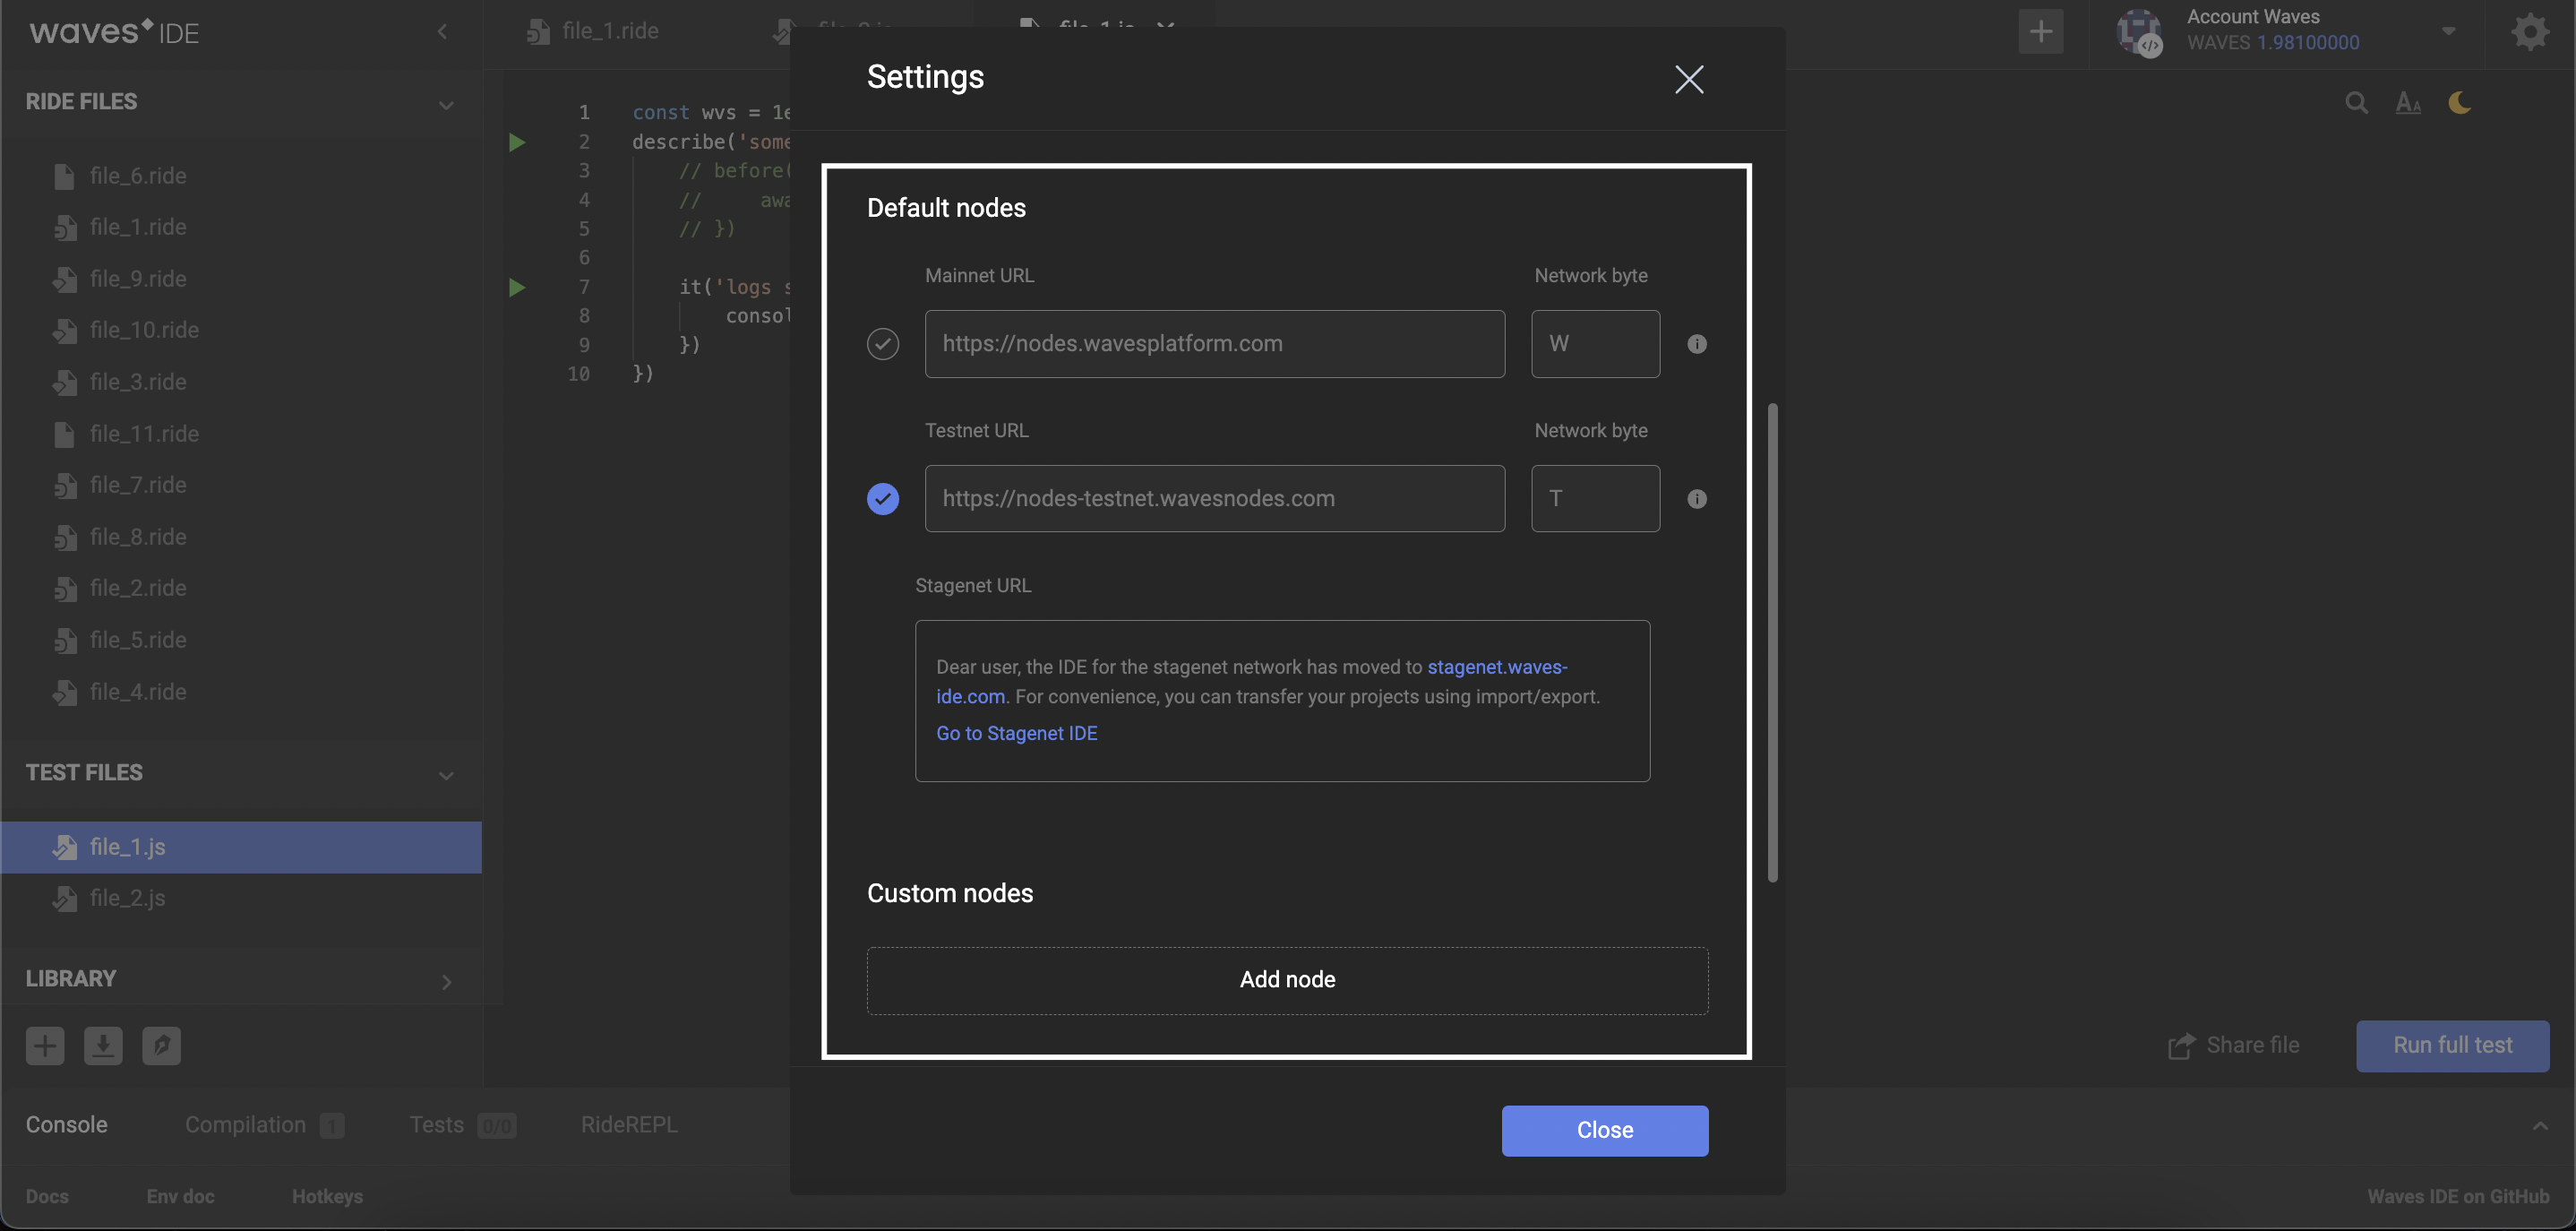 waves IDE
file_1.ride
Account Waves
WAVES 1.98100000
RIDE FILES
file_6.ride
file_1.ride
file_9.ride
file_10.ride
file_3.ride
file_11.ride
file_7.ride
file_8.ride
file_2.ride
file_5.ride
file_4.ride
TEST FILES
file_1.js
file_2.js
LIBRARY
1 const wvs = 1e
2 describe('some
3 // before(
4 // awa
5 // })
6
7 it('logs s
8 consol
9 })
10 })
Settings
Default nodes
Mainnet URL
Network byte
https://nodes.wavesplatform.com
W
Testnet URL
Network byte
https://nodes-testnet.wavesnodes.com
T
Stagenet URL
Dear user, the IDE for the stagenet network has moved to stagenet.waves-
ide.com. For convenience, you can transfer your projects using import/export.
Go to Stagenet IDE
Custom nodes
Add node
Close
Share file
Run full test
Console
Compilation 1
Tests 0/0
RideREPL
Docs
Env doc
Hotkeys
Waves IDE on GitHub